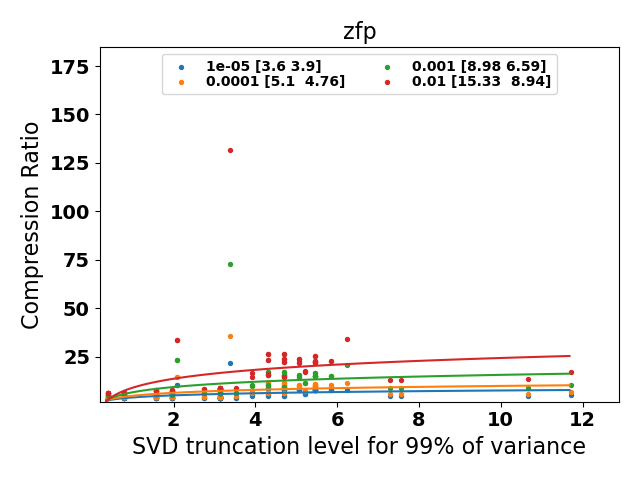 zfp
1e-05 [3.6 3.9]
0.0001 [5.1  4.76]
0.001 [8.98 6.59]
0.01 [15.33  8.94]
Compression Ratio
175
150
125
100
75
50
25
2 4 6 8 10 12
SVD truncation level for 99% of variance